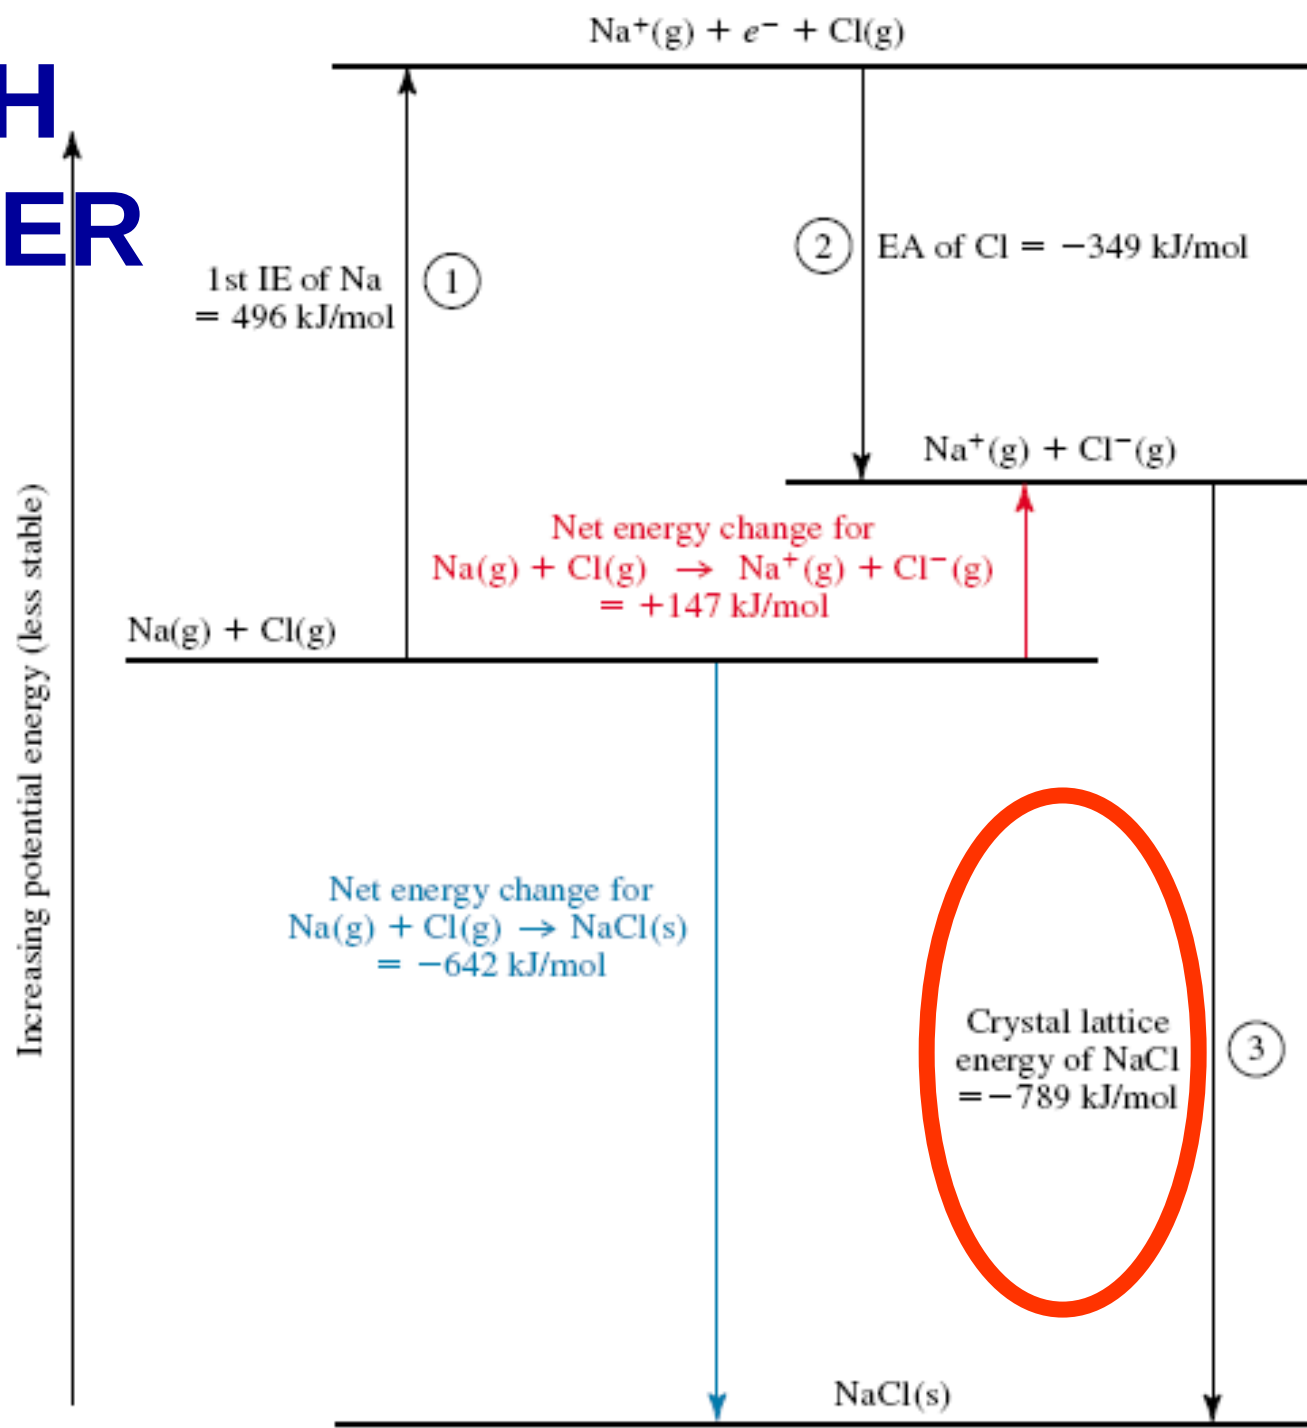 Na⁺(g) + e⁻ + Cl(g)
H
ER
1st IE of Na
= 496 kJ/mol
1
2
EA of Cl = −349 kJ/mol
Na⁺(g) + Cl⁻(g)
Net energy change for
Na(g) + Cl(g) → Na⁺(g) + Cl⁻(g)
= +147 kJ/mol
Na(g) + Cl(g)
Increasing potential energy (less stable)
Net energy change for
Na(g) + Cl(g) → NaCl(s)
= −642 kJ/mol
Crystal lattice
energy of NaCl
=−789 kJ/mol
3
NaCl(s)